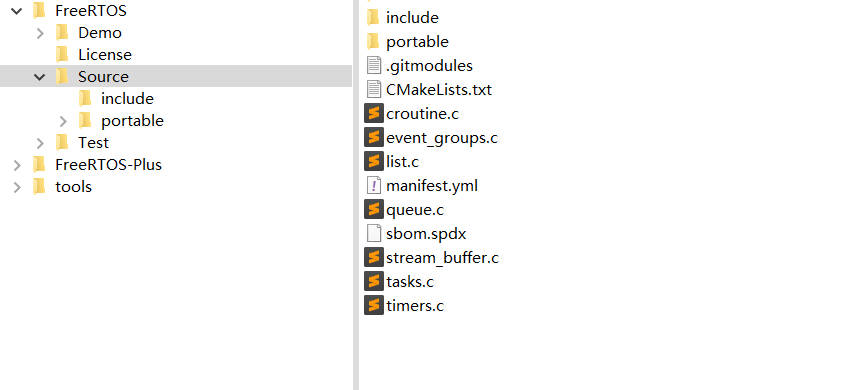 FreeRTOS
Demo
License
Source
include
portable
Test
FreeRTOS-Plus
tools
include
portable
.gitmodules
CMakeLists.txt
croutine.c
event_groups.c
list.c
manifest.yml
queue.c
sbom.spdx
stream_buffer.c
tasks.c
timers.c